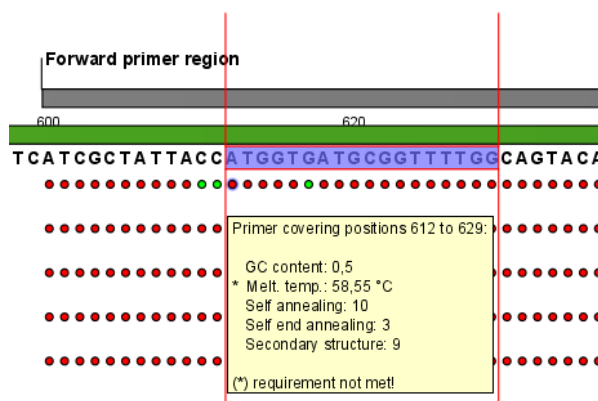 Forward primer region
600 620
TCATCGCTATTACCATGGTGATGCGGTTTTGGCAGTACA
Primer covering positions 612 to 629:
GC content: 0,5
* Melt. temp.: 58,55 °C
Self annealing: 10
Self end annealing: 3
Secondary structure: 9
(*) requirement not met!